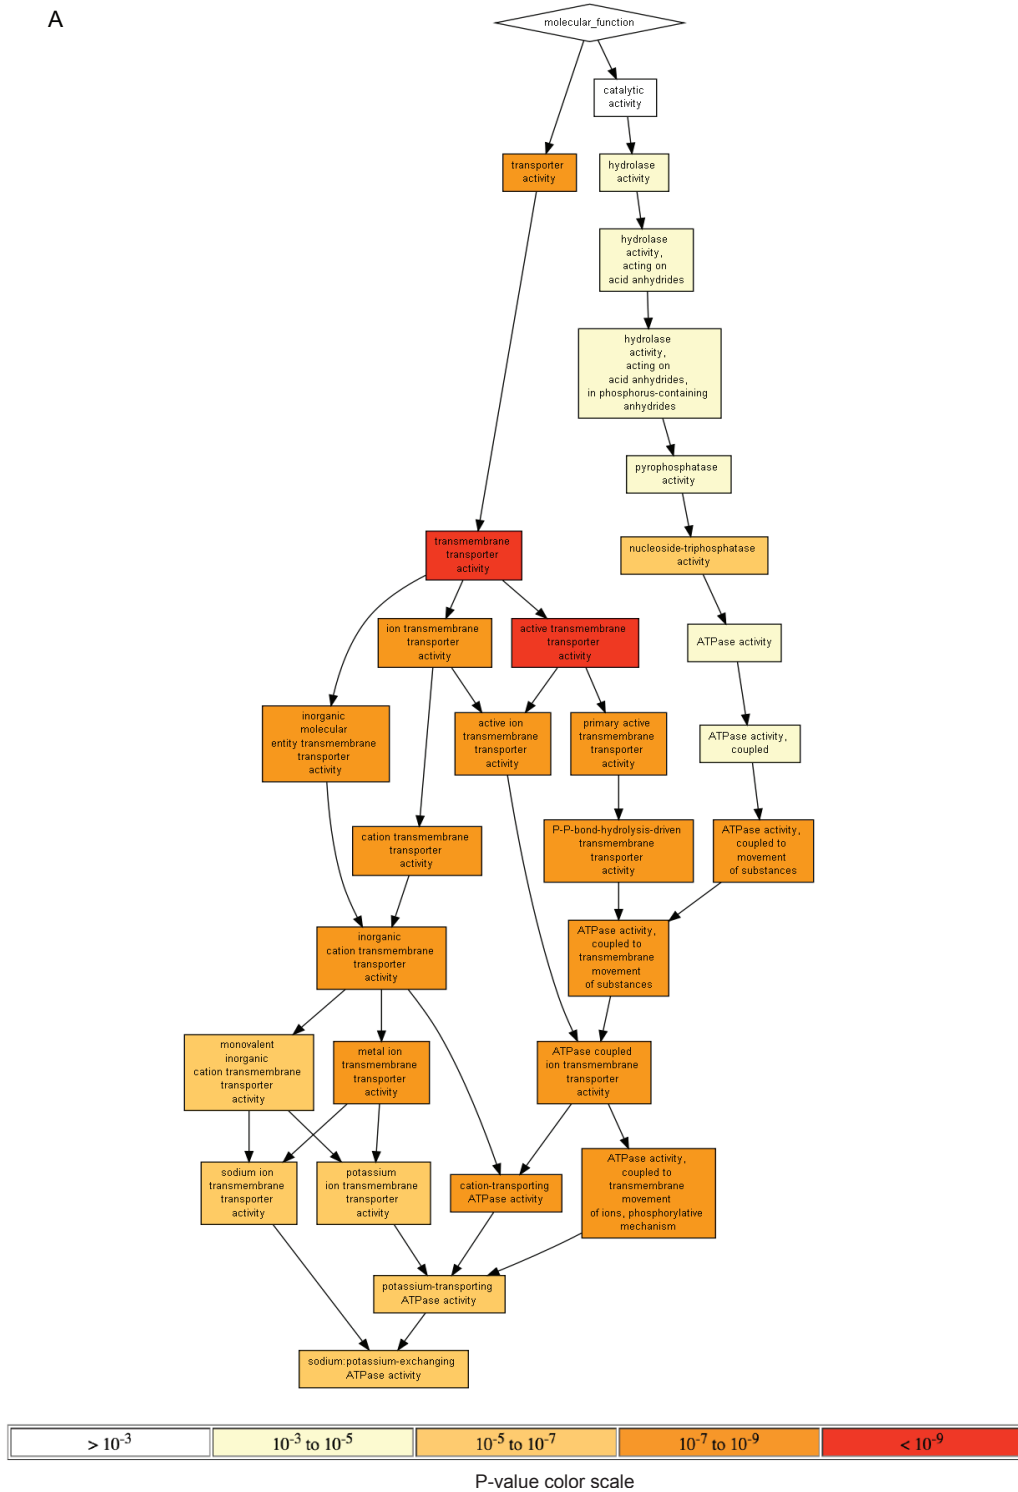 A
molecular_function
catalytic
activity
transporter
activity
hydrolase
activity
hydrolase
activity,
acting on
acid anhydrides
hydrolase
activity,
acting on
acid anhydrides,
in phosphorus-containing
anhydrides
pyrophosphatase
activity
transmembrane
transporter
activity
nucleoside-triphosphatase
activity
ion transmembrane
transporter
activity
active transmembrane
transporter
activity
ATPase activity
inorganic
molecular
entity transmembrane
transporter
activity
active ion
transmembrane
transporter
activity
primary active
transmembrane
transporter
activity
ATPase activity,
coupled
cation transmembrane
transporter
activity
P-P-bond-hydrolysis-driven
transmembrane
transporter
activity
ATPase activity,
coupled to
movement
of substances
inorganic
cation transmembrane
transporter
activity
ATPase activity,
coupled to
transmembrane
movement
of substances
monovalent
inorganic
cation transmembrane
transporter
activity
metal ion
transmembrane
transporter
activity
ATPase coupled
ion transmembrane
transporter
activity
sodium ion
transmembrane
transporter
activity
potassium
ion transmembrane
transporter
activity
cation-transporting
ATPase activity
ATPase activity,
coupled to
transmembrane
movement
of ions, phosphorylative
mechanism
potassium-transporting
ATPase activity
sodium:potassium-exchanging
ATPase activity
> 10⁻³ 10⁻³ to 10⁻⁵ 10⁻⁵ to 10⁻⁷ 10⁻⁷ to 10⁻⁹ < 10⁻⁹
P-value color scale